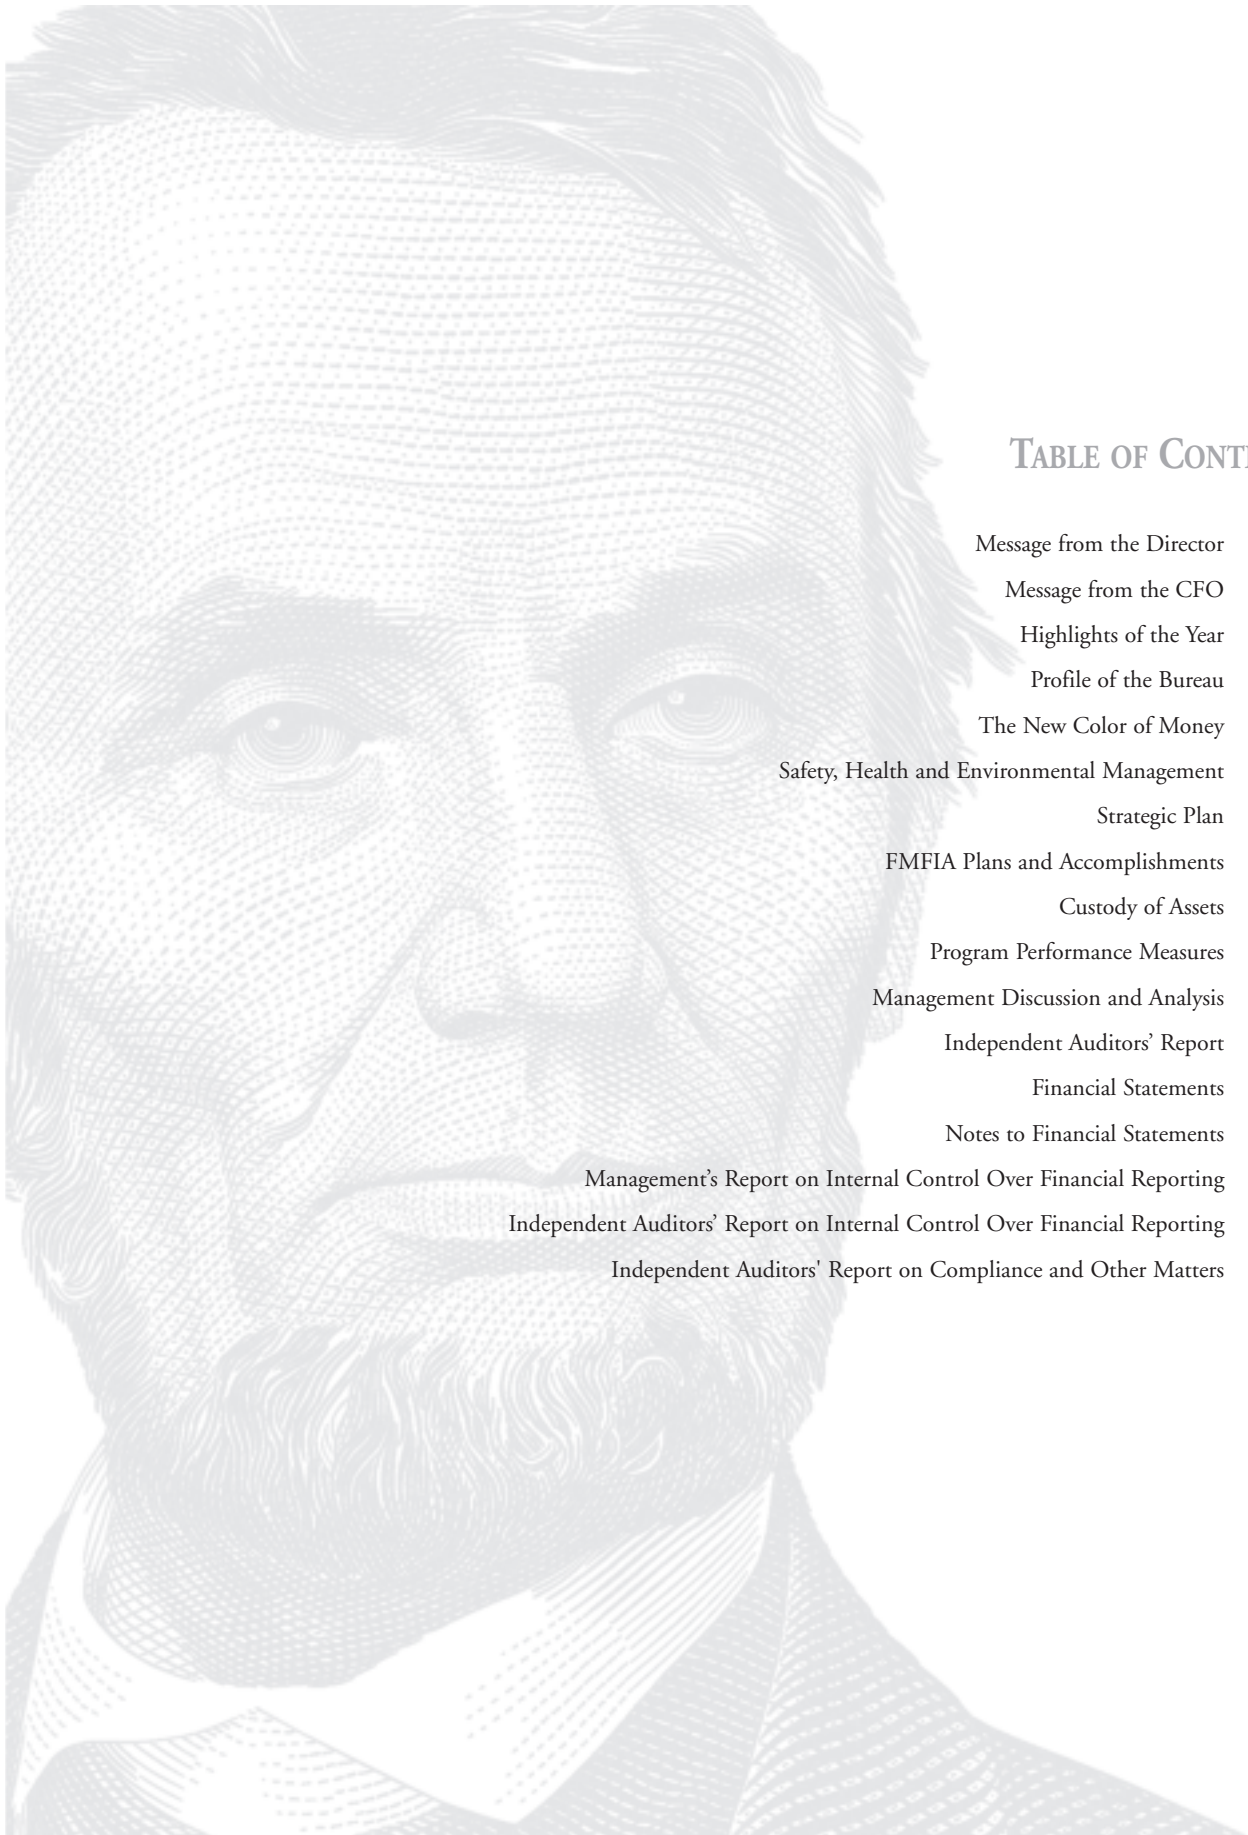 TABLE OF
Message from the Director
Message from the CFO
Highlights of the Year
Profile of the Bureau
The New Color of Money
Safety, Health and Environmental Management
Strategic Plan
FMFIA Plans and Accomplishments
Custody of Assets
Program Performance Measures
Management Discussion and Analysis
Independent Auditors’ Report
Financial Statements
Notes to Financial Statements
Management’s Report on Internal Control Over Financial Reporting
Independent Auditors’ Report on Internal Control Over Financial Reporting
Independent Auditors' Report on Compliance and Other Matters